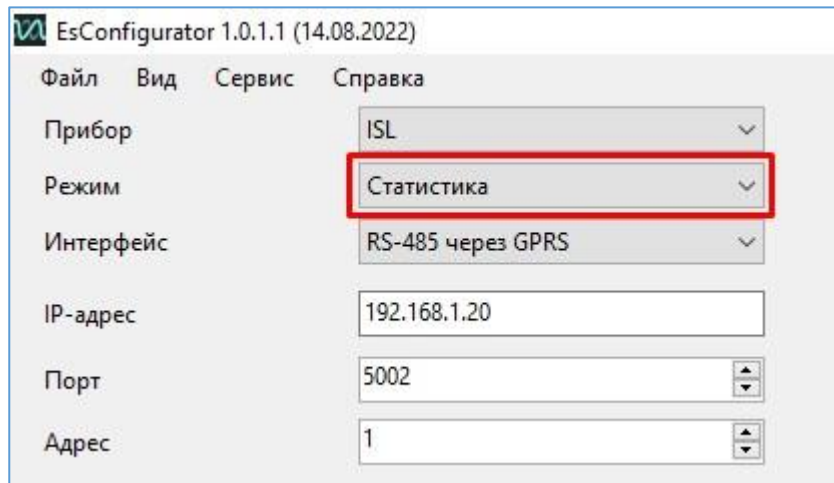 EsConfigurator 1.0.1.1 (14.08.2022)
Файл Вид Сервис Справка
Прибор ISL
Режим Статистика
Интерфейс RS-485 через GPRS
IP-адрес 192.168.1.20
Порт 5002
Адрес 1